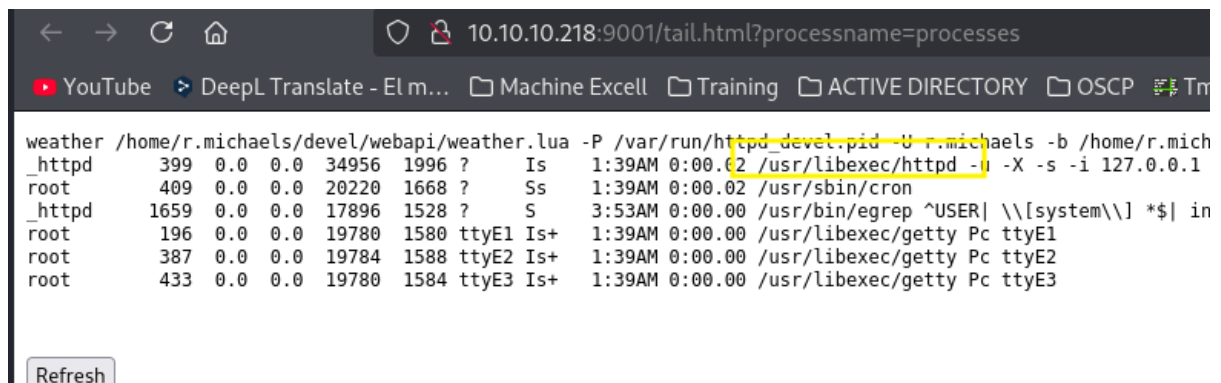 10.10.10.218:9001/tail.html?processname=processes
YouTube DeepL Translate - El m... Machine Excell Training ACTIVE DIRECTORY OSCP Tm
weather /home/r.michaels/devel/webapi/weather.lua -P /var/run/httpd_devel.pid -U r.michaels -b /home/r.mich
_httpd 399 0.0 0.0 34956 1996 ? Is 1:39AM 0:00.02 /usr/libexec/httpd -u -X -s -i 127.0.0.1
root 409 0.0 0.0 20220 1668 ? Ss 1:39AM 0:00.02 /usr/sbin/cron
_httpd 1659 0.0 0.0 17896 1528 ? S 3:53AM 0:00.00 /usr/bin/egrep ^USER| \\[system\\] *$| in
root 196 0.0 0.0 19780 1580 ttyE1 Is+ 1:39AM 0:00.00 /usr/libexec/getty Pc ttyE1
root 387 0.0 0.0 19784 1588 ttyE2 Is+ 1:39AM 0:00.00 /usr/libexec/getty Pc ttyE2
root 433 0.0 0.0 19780 1584 ttyE3 Is+ 1:39AM 0:00.00 /usr/libexec/getty Pc ttyE3
Refresh